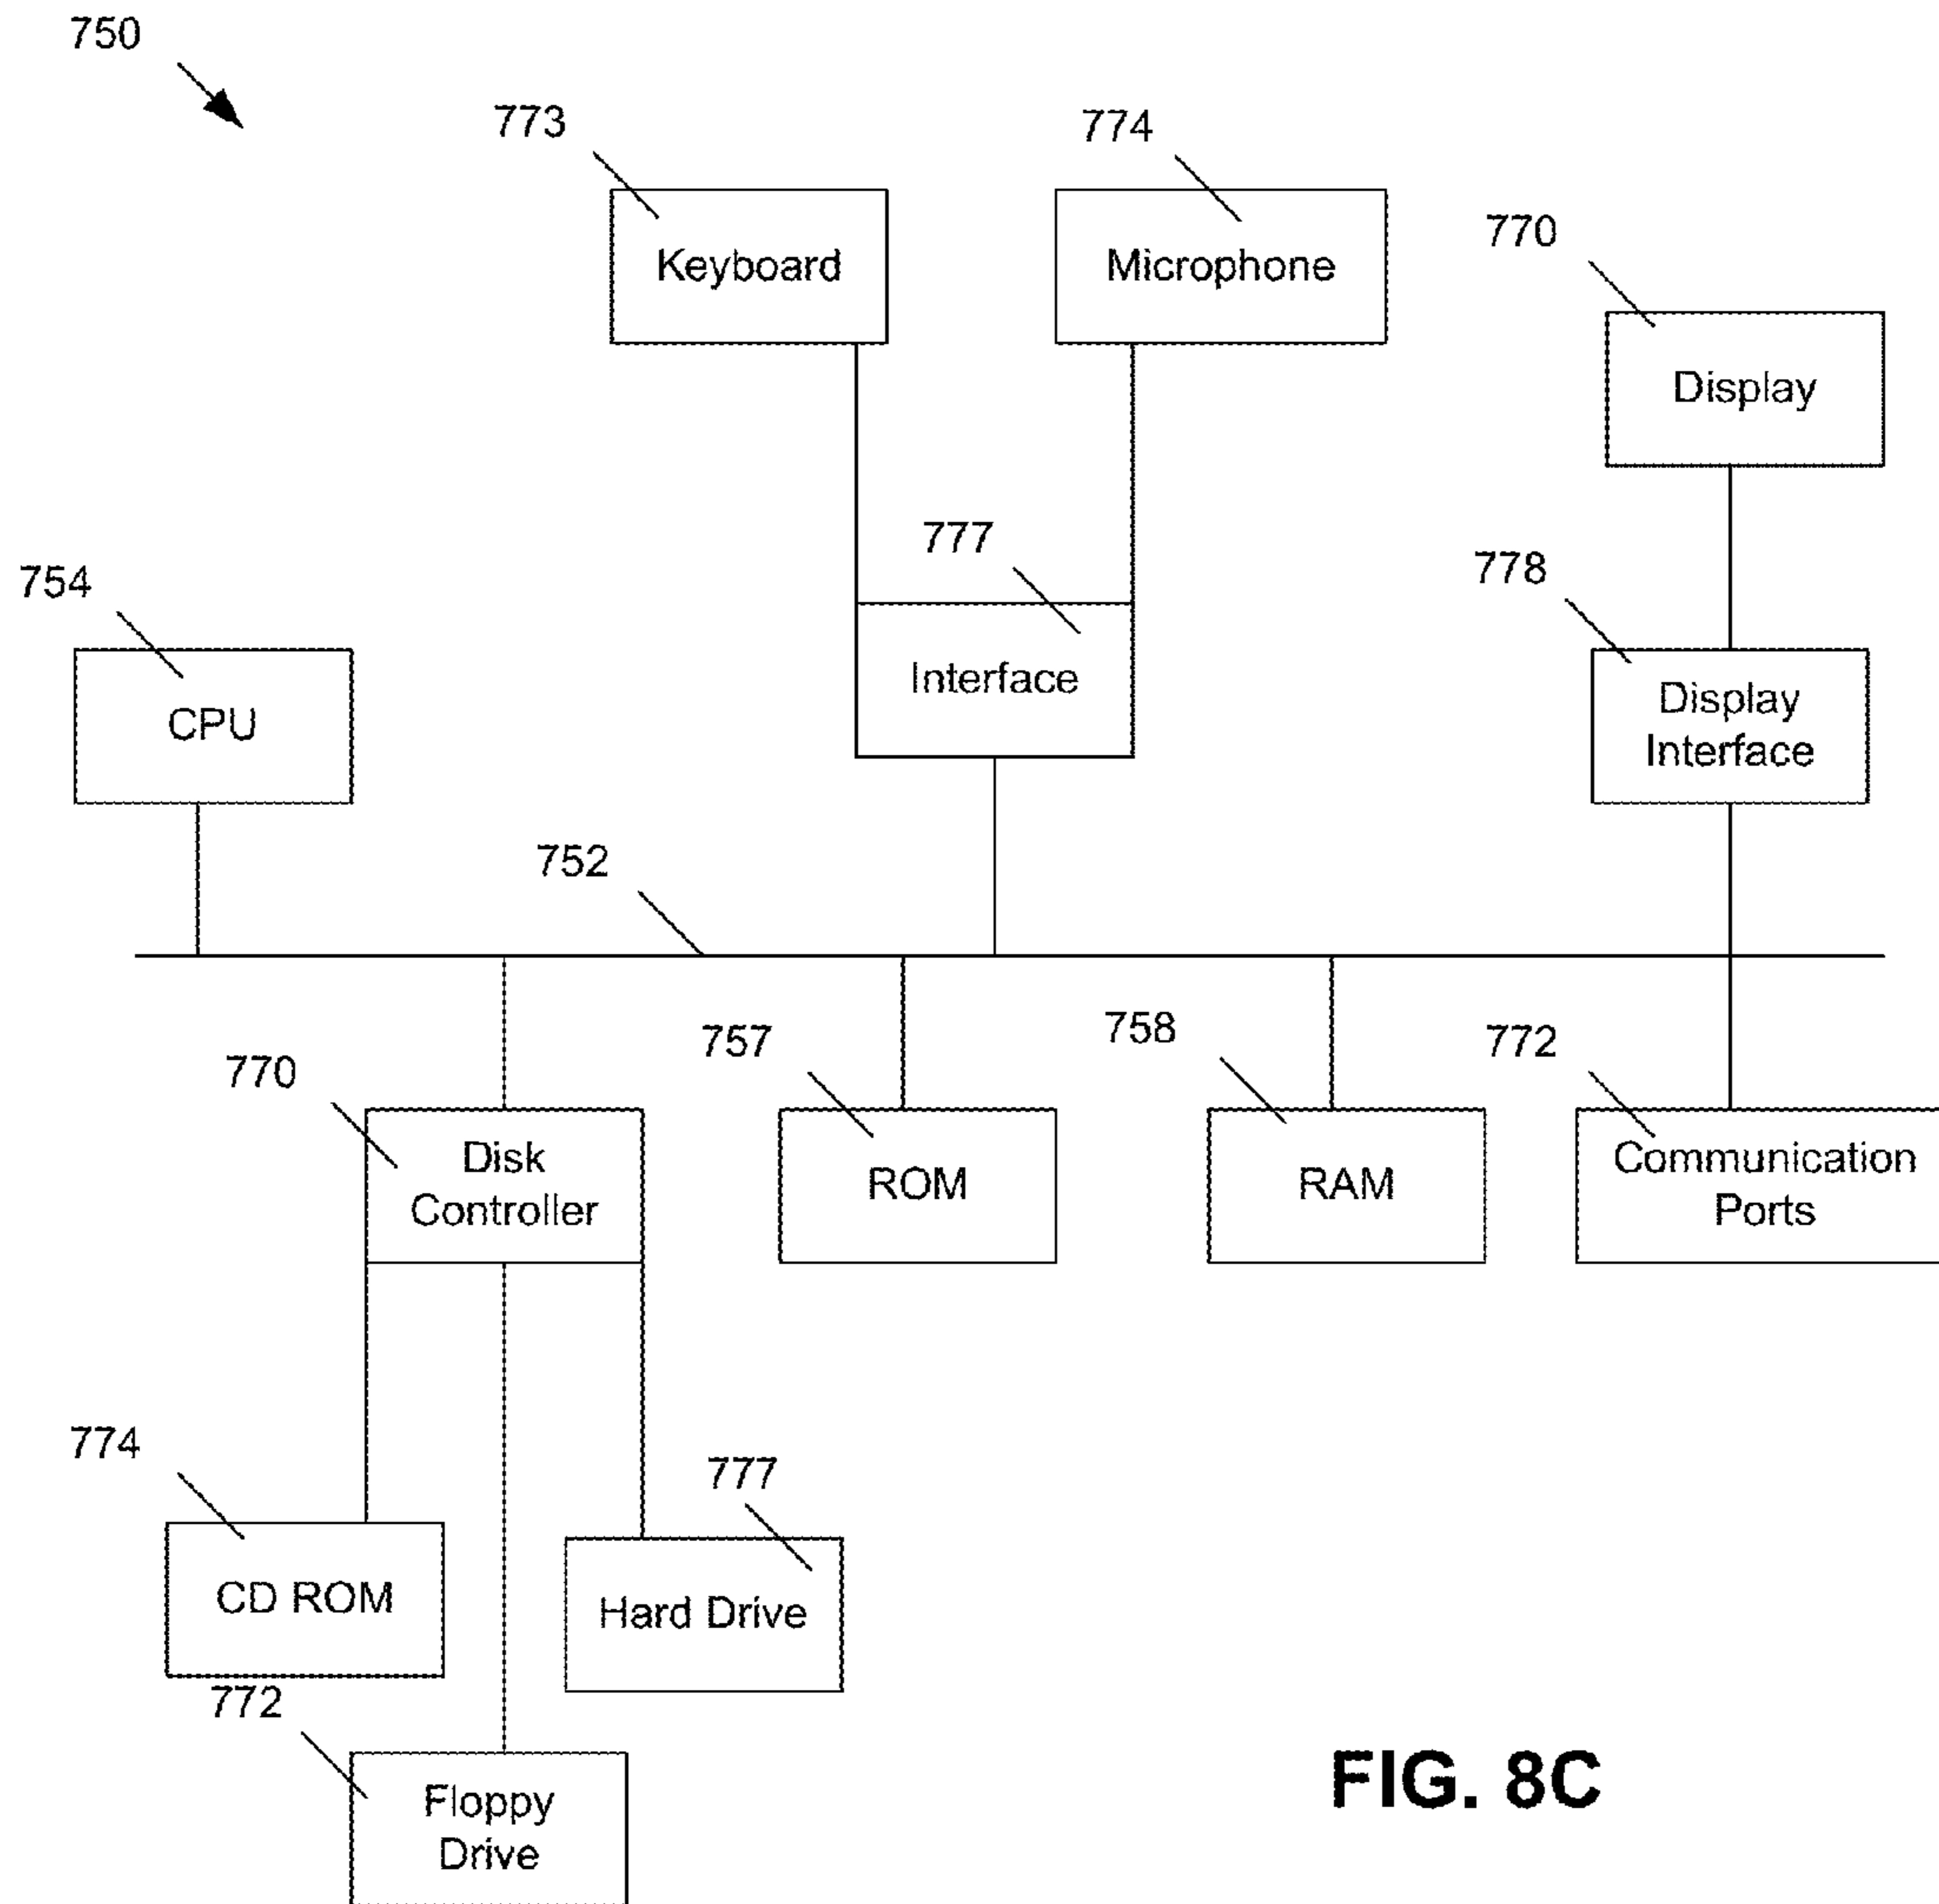 750
773
774
Keyboard
Microphone
770
Display
777
778
754
Interface
Display
Interface
CPU
752
757
758
772
770
Disk
Controller
ROM
RAM
Communication
Ports
774
777
CD ROM
Hard Drive
772
Floppy
Drive
FIG. 8C